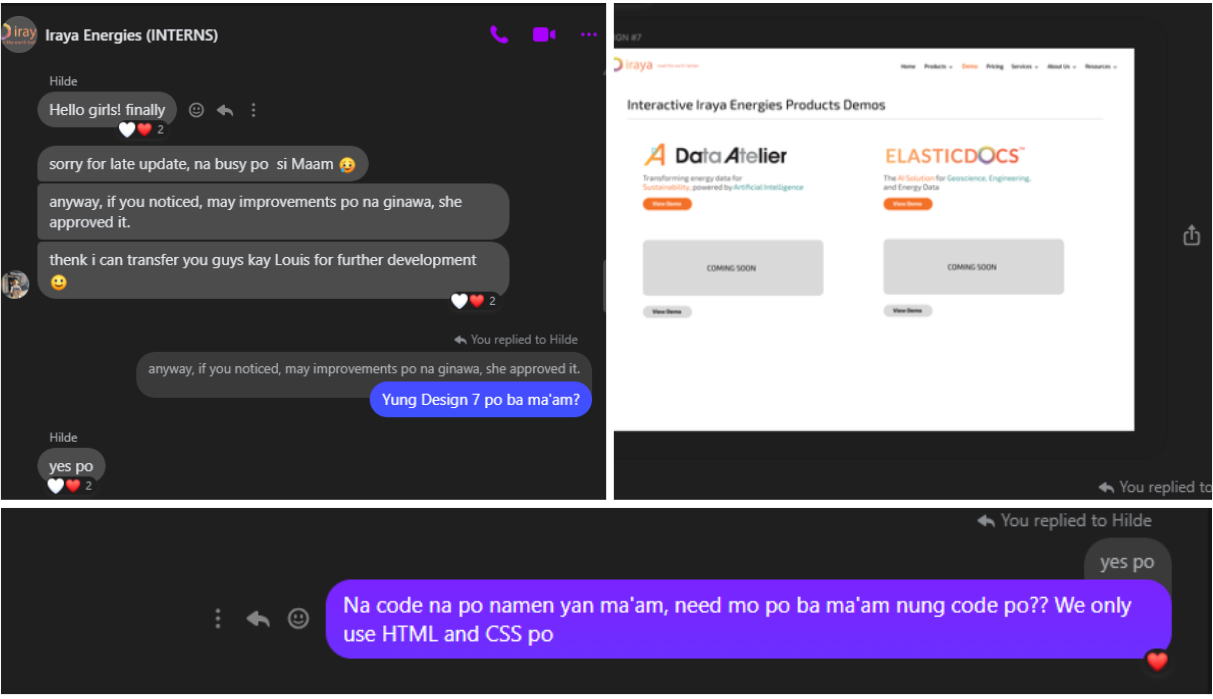 Iraya Energies (INTERNS)
Hilde
Hello girls! finally
2
sorry for late update, na busy po si Maam
anyway, if you noticed, may improvements po na ginawa, she
approved it.
thenk i can transfer you guys kay Louis for further development
2
You replied to Hilde
anyway, if you noticed, may improvements po na ginawa, she approved it.
Yung Design 7 po ba ma'am?
Hilde
yes po
2
GN #7
iraya
Home Products Demo Pricing Services About Us Resources
Interactive Iraya Energies Products Demos
Data Atelier
Transforming energy data for
Sustainability, powered by Artificial Intelligence
View Demo
ELASTICDOCS™
The AI Solution for Geoscience, Engineering,
and Energy Data
View Demo
COMING SOON
View Demo
COMING SOON
View Demo
You replied to
You replied to Hilde
yes po
Na code na po namen yan ma'am, need mo po ba ma'am nung code po?? We only
use HTML and CSS po